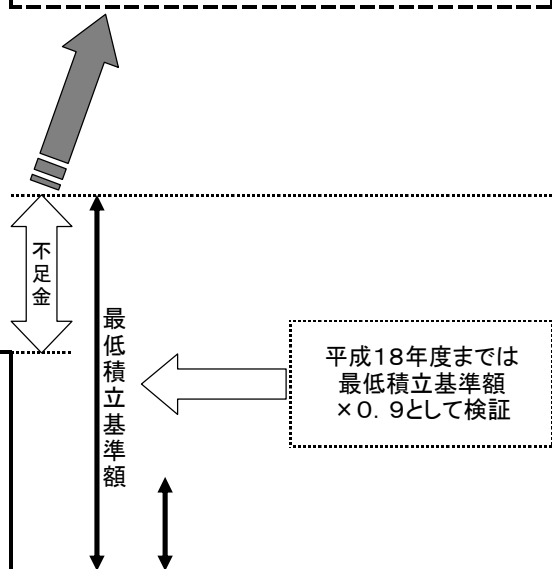 不足金
最低積立基準額
平成18年度までは
最低積立基準額
×0.9として検証